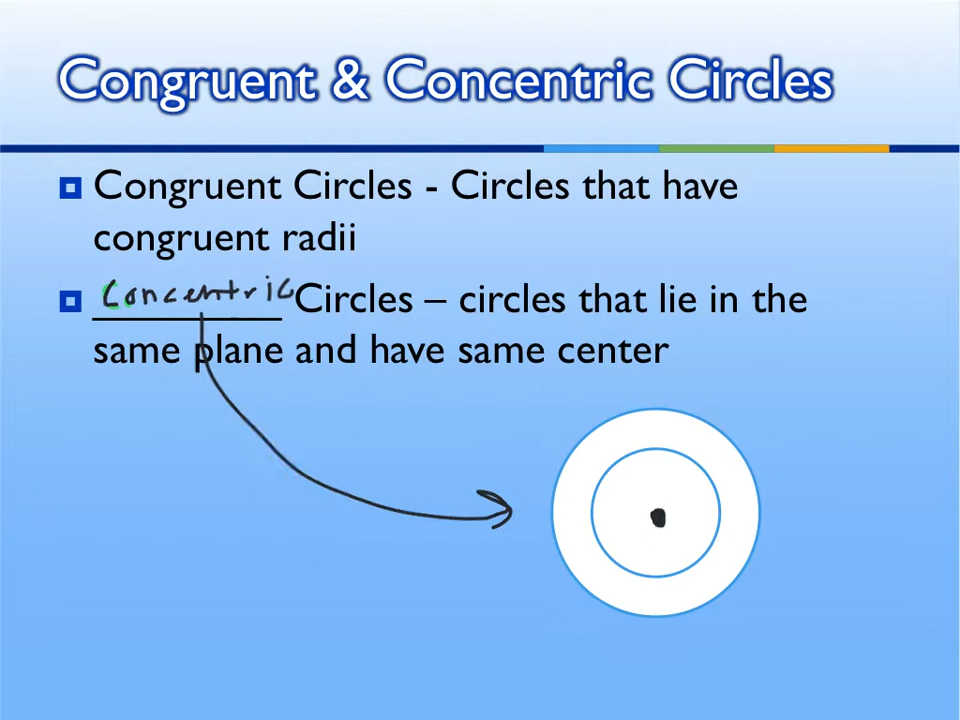 Congruent & Concentric Circles
Congruent Circles - Circles that have
congruent radii
Concentric Circles – circles that lie in the
same plane and have same center